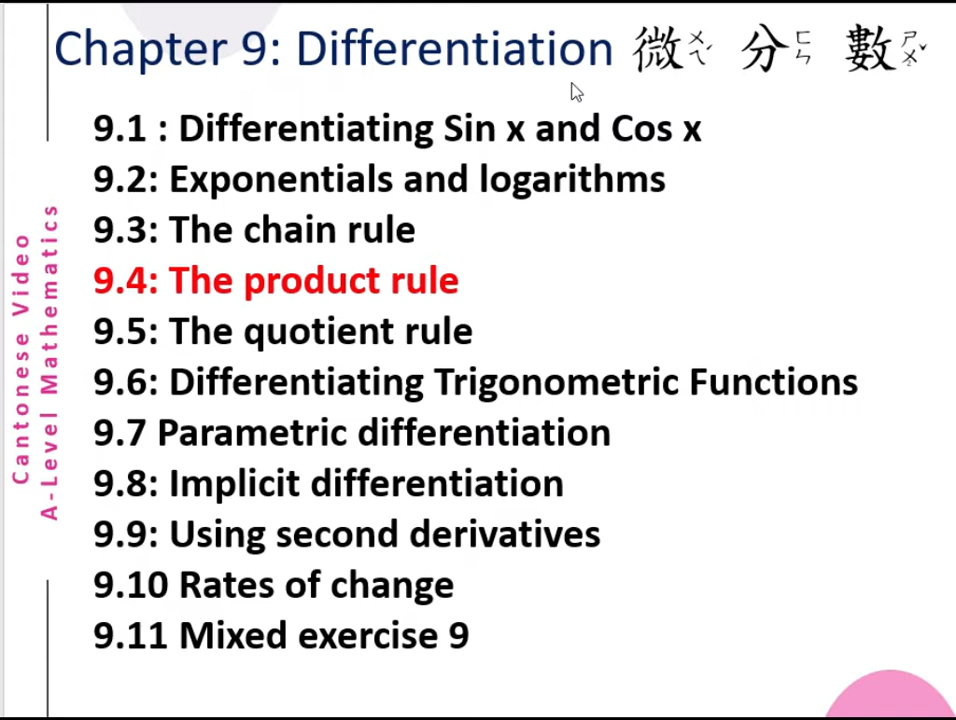 Chapter 9: Differentiation 微ㄨㄟˊ 分ㄈㄣ 數ㄕㄨˇ
9.1 : Differentiating Sin x and Cos x
9.2: Exponentials and logarithms
9.3: The chain rule
9.4: The product rule
9.5: The quotient rule
9.6: Differentiating Trigonometric Functions
9.7 Parametric differentiation
9.8: Implicit differentiation
9.9: Using second derivatives
9.10 Rates of change
9.11 Mixed exercise 9
Cantonese Video
A-Level Mathematics